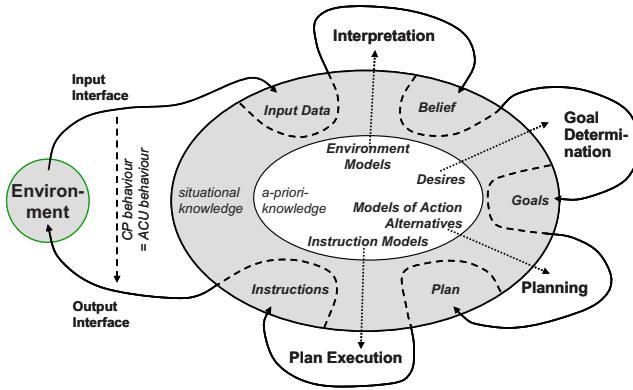 Interpretation
Input
Interface
Input Data
Belief
Goal
Determi-
nation
Environment
Models
Desires
Environ-
ment
CP behaviour
= ACU behaviour
situational
knowledge
a-priori-
knowledge
Goals
Models of Action
Alternatives
Instruction Models
Instructions
Plan
Planning
Output
Interface
Plan Execution